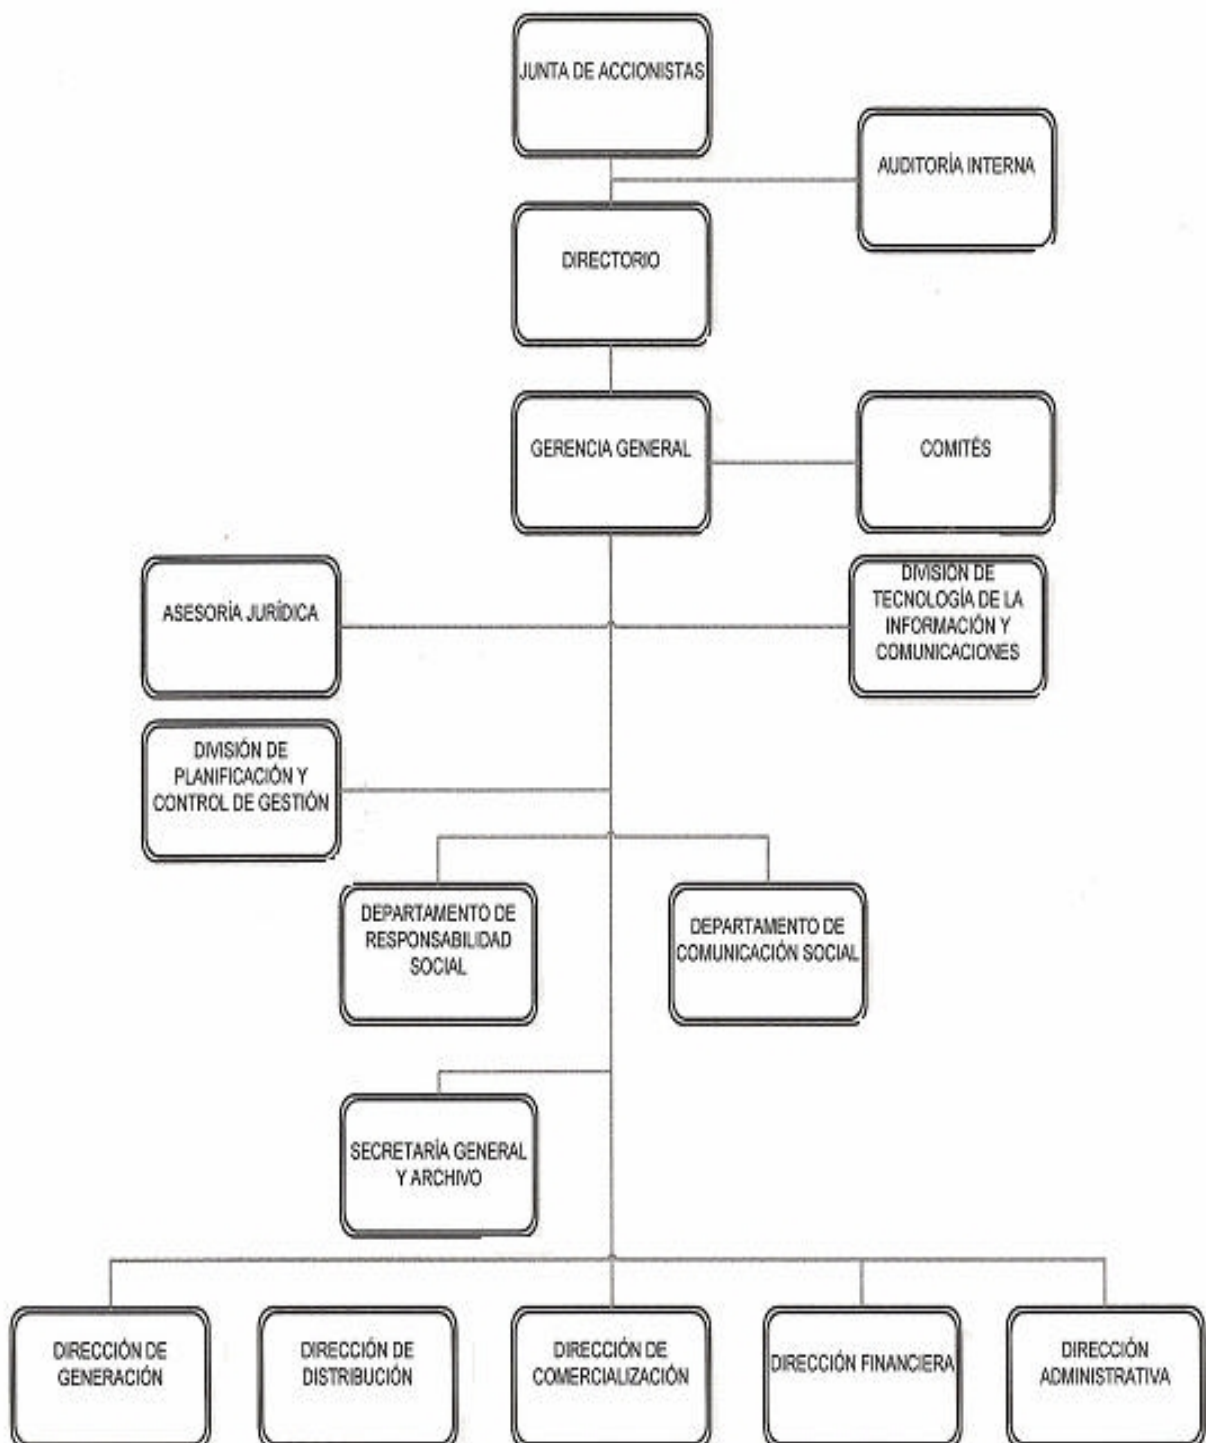 JUNTA DE ACCIONISTAS
AUDITORÍA INTERNA
DIRECTORIO
GERENCIA GENERAL
COMITÉS
ASESORÍA JURÍDICA
DIVISIÓN DE
TECNOLOGÍA DE LA
INFORMACIÓN Y
COMUNICACIONES
DIVISIÓN DE
PLANIFICACIÓN Y
CONTROL DE GESTIÓN
DEPARTAMENTO DE
RESPONSABILIDAD
SOCIAL
DEPARTAMENTO DE
COMUNICACIÓN SOCIAL
SECRETARÍA GENERAL
Y ARCHIVO
DIRECCIÓN DE
GENERACIÓN
DIRECCIÓN DE
DISTRIBUCIÓN
DIRECCIÓN DE
COMERCIALIZACIÓN
DIRECCIÓN FINANCIERA
DIRECCIÓN
ADMINISTRATIVA